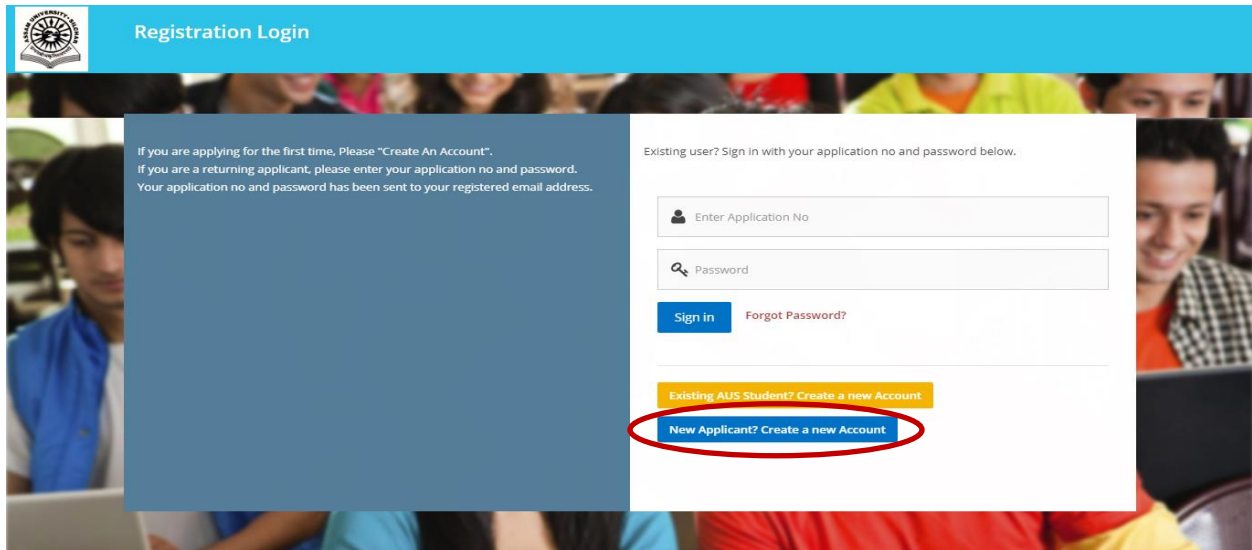 ASSAM UNIVERSITY-SILCHAR
Registration Login
If you are applying for the first time, Please "Create An Account".
If you are a returning applicant, please enter your application no and password.
Your application no and password has been sent to your registered email address.
Existing user? Sign in with your application no and password below.
Enter Application No
Password
Sign in Forgot Password?
Existing AUS Student? Create a new Account
New Applicant? Create a new Account